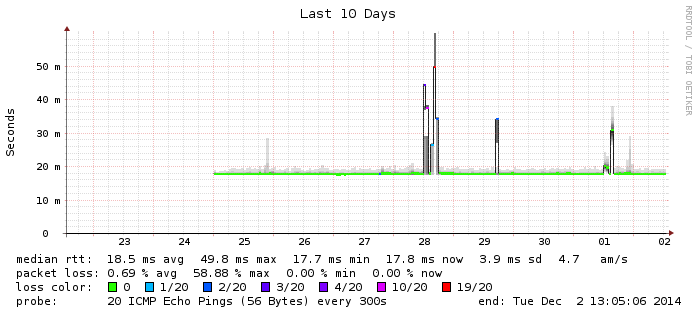 Last 10 Days
RRDTOOL / TOBI OETIKER
Seconds
50 m
40 m
30 m
20 m
10 m
0
23 24 25 26 27 28 29 30 01 02
median rtt: 18.5 ms avg 49.8 ms max 17.7 ms min 17.8 ms now 3.9 ms sd 4.7 am/s
packet loss: 0.69 % avg 58.88 % max 0.00 % min 0.00 % now
loss color: 0 1/20 2/20 3/20 4/20 10/20 19/20
probe: 20 ICMP Echo Pings (56 Bytes) every 300s end: Tue Dec 2 13:05:06 2014